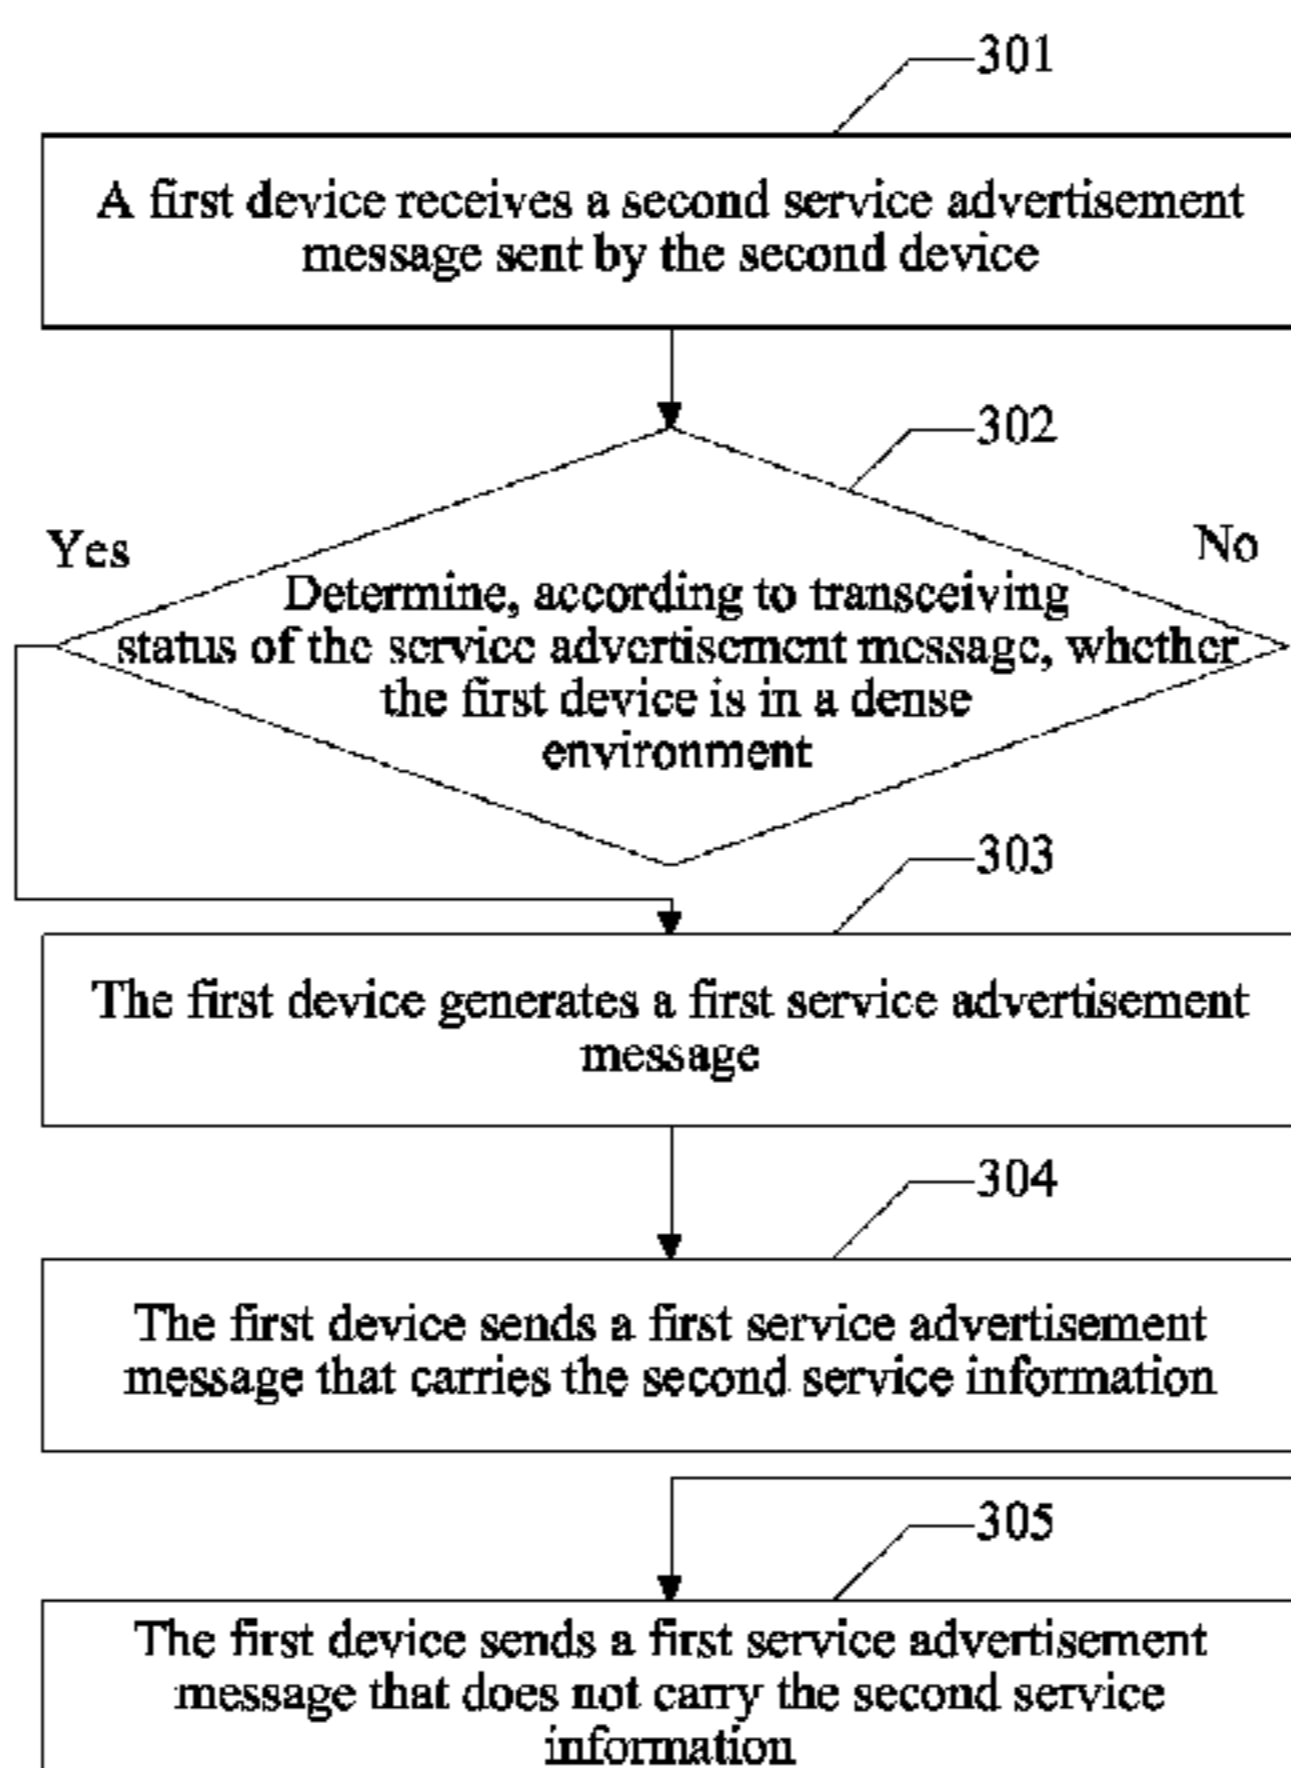 301
A first device receives a second service advertisement
message sent by the second device
302
Yes
No
Determine, according to transceiving
status of the service advertisement message, whether
the first device is in a dense
environment
303
The first device generates a first service advertisement
message
304
The first device sends a first service advertisement
message that carries the second service information
305
The first device sends a first service advertisement
message that does not carry the second service
information